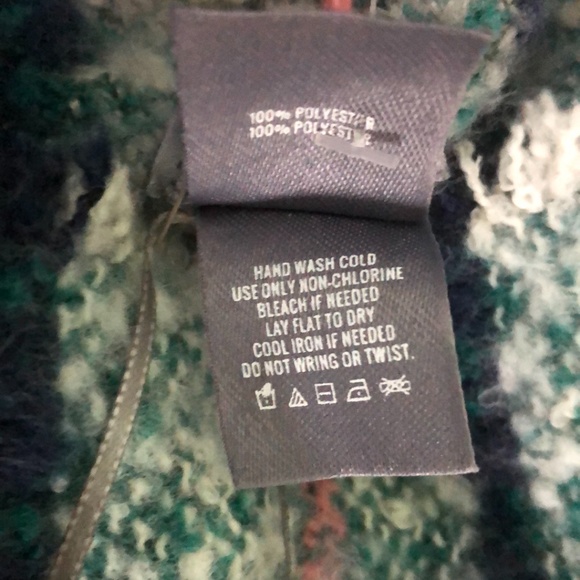 100% POLYESTER
100% POLYESTER
HAND WASH COLD
USE ONLY NON-CHLORINE
BLEACH IF NEEDED
LAY FLAT TO DRY
COOL IRON IF NEEDED
DO NOT WRING OR TWIST.